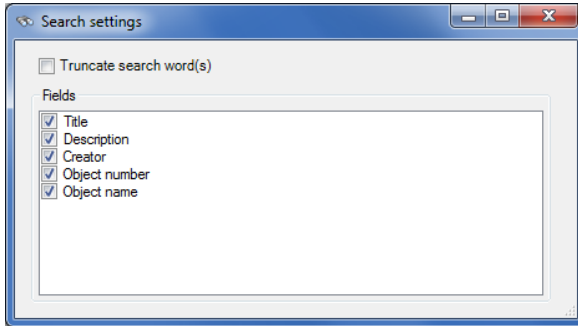 Search settings
Truncate search word(s)
Fields
Title
Description
Creator
Object number
Object name